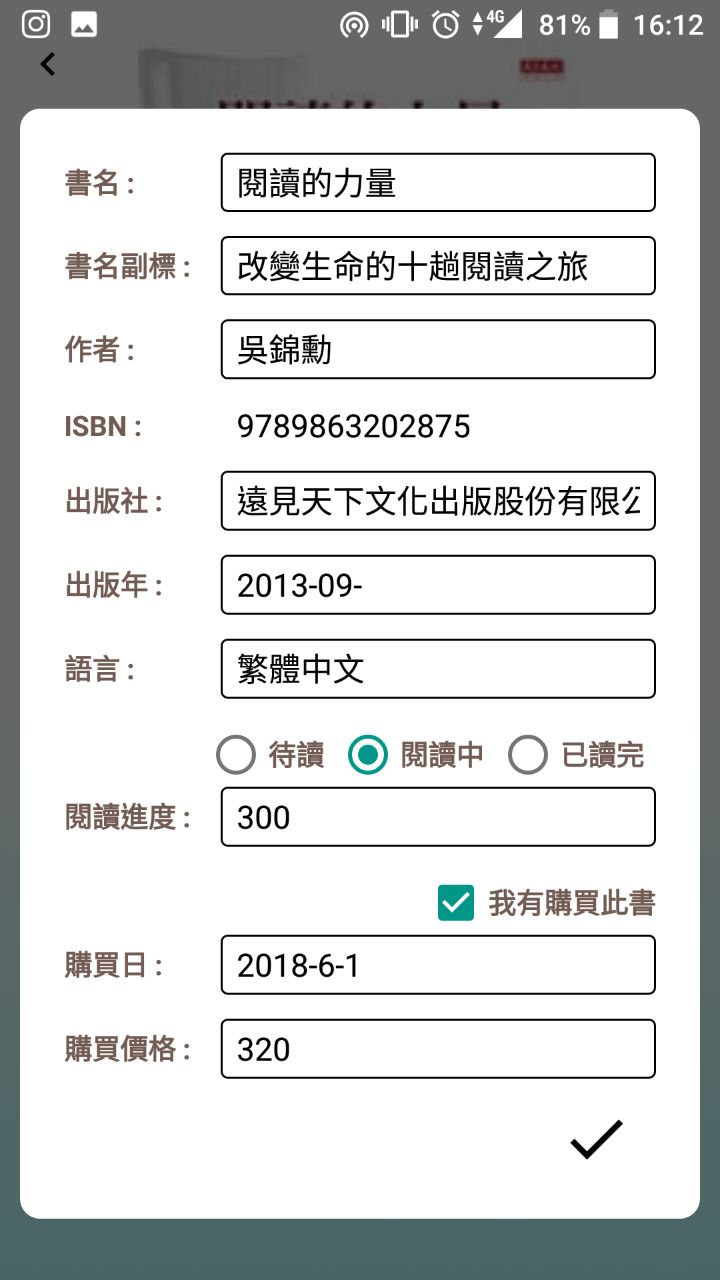 4G 81% 16:12
書名 : 閱讀的力量
書名副標 : 改變生命的十趟閱讀之旅
作者 : 吳錦勳
ISBN : 9789863202875
出版社 : 遠見天下文化出版股份有限公
出版年 : 2013-09-
語言 : 繁體中文
待讀 閱讀中 已讀完
閱讀進度 : 300
我有購買此書
購買日 : 2018-6-1
購買價格 : 320